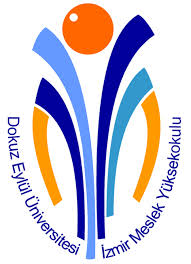 Dokuz Eylül Üniversitesi
İzmir Meslek Yüksekokulu